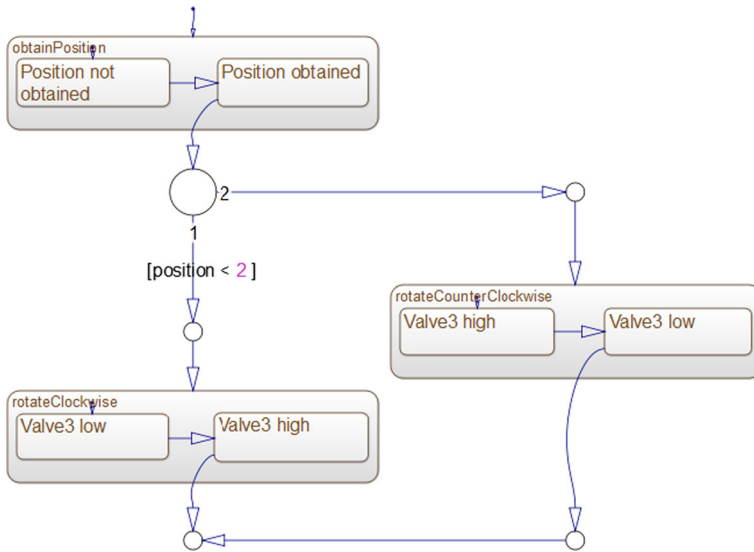 obtainPosition
Position not
obtained
Position obtained
2
1
[position < 2 ]
rotateCounterClockwise
Valve3 high
Valve3 low
rotateClockwise
Valve3 low
Valve3 high